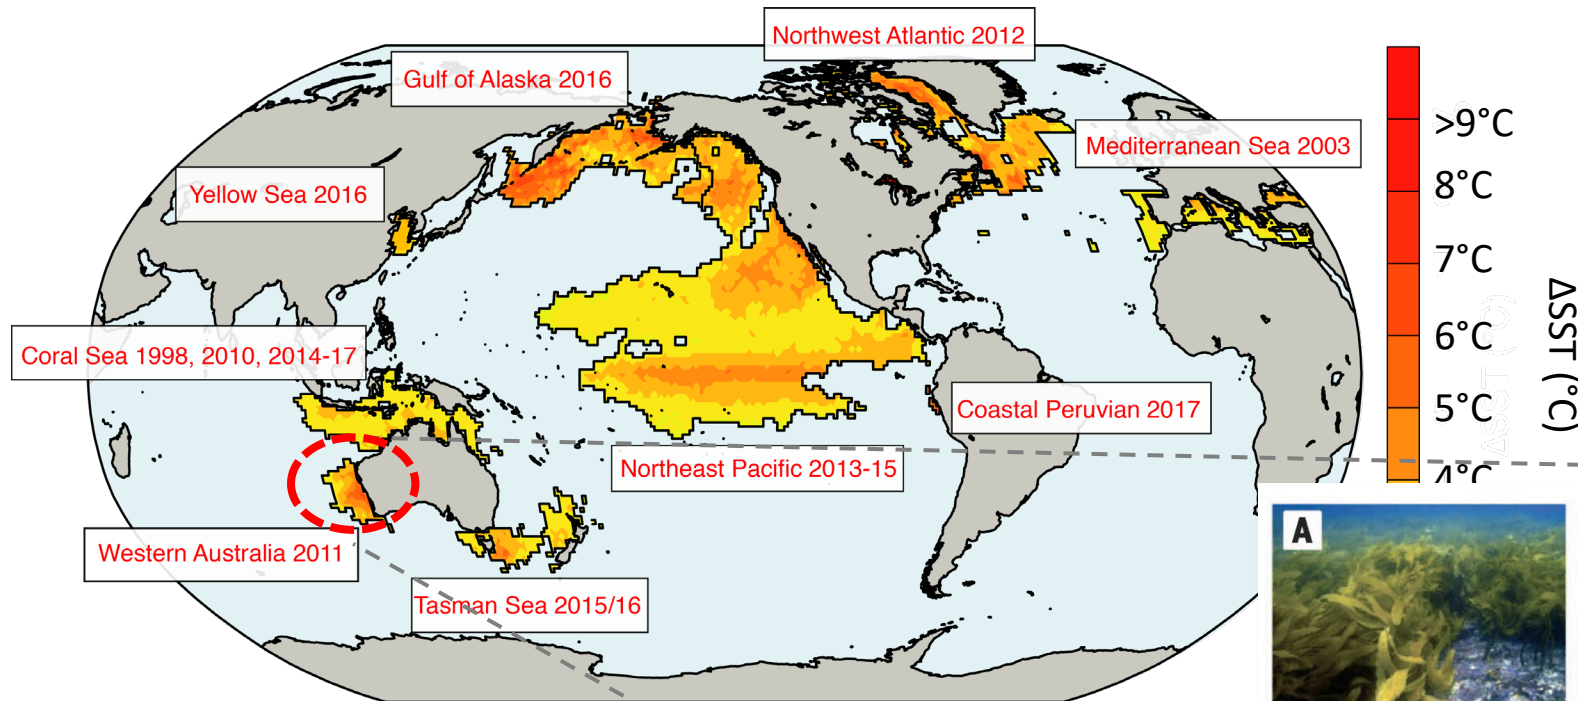 Northwest Atlantic 2012
Gulf of Alaska 2016
Mediterranean Sea 2003
Yellow Sea 2016
Coral Sea 1998, 2010, 2014-17
Coastal Peruvian 2017
Northeast Pacific 2013-15
Western Australia 2011
Tasman Sea 2015/16
>9°C
8°C
7°C
6°C
5°C
4°C
ΔSST (°C)
A